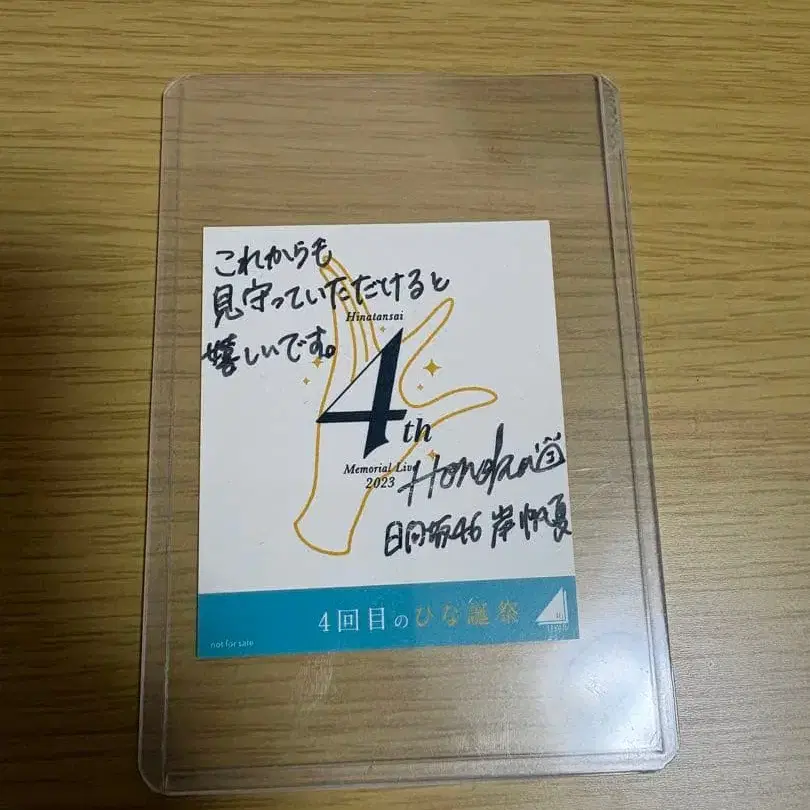 これからも
見守っていただけると
嬉しいです。
Hinatansai
4th
Memorial Live
2023
Honoka
日向坂46 岸帆夏
4回目のひな誕祭
not for sale